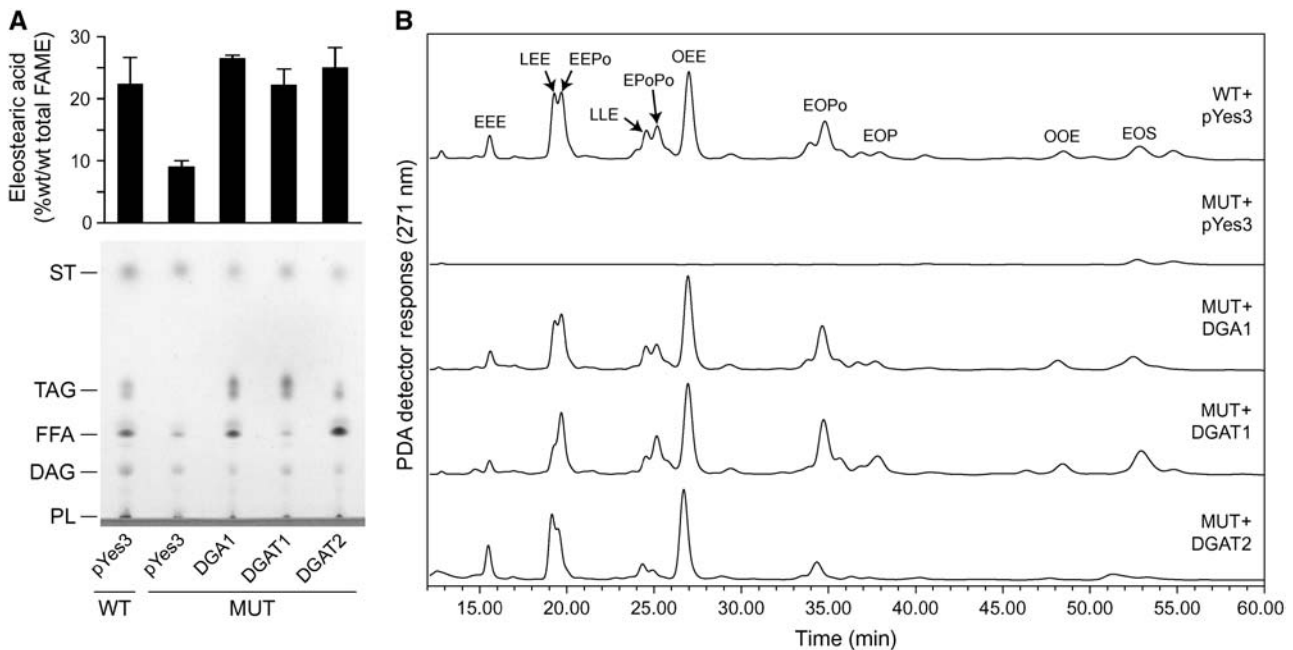 A
Eleostearic acid
(%wt/wt total FAME)
30
20
10
0
ST
TAG
FFA
DAG
PL
pYes3
pYes3
DGA1
DGAT1
DGAT2
WT
MUT
B
PDA detector response (271 nm)
EEE
LEE
EEPo
LLE
EPoPo
OEE
EOPo
EOP
OOE
EOS
WT+
pYes3
MUT+
pYes3
MUT+
DGA1
MUT+
DGAT1
MUT+
DGAT2
15.00 20.00 25.00 30.00 35.00 40.00 45.00 50.00 55.00 60.00
Time (min)